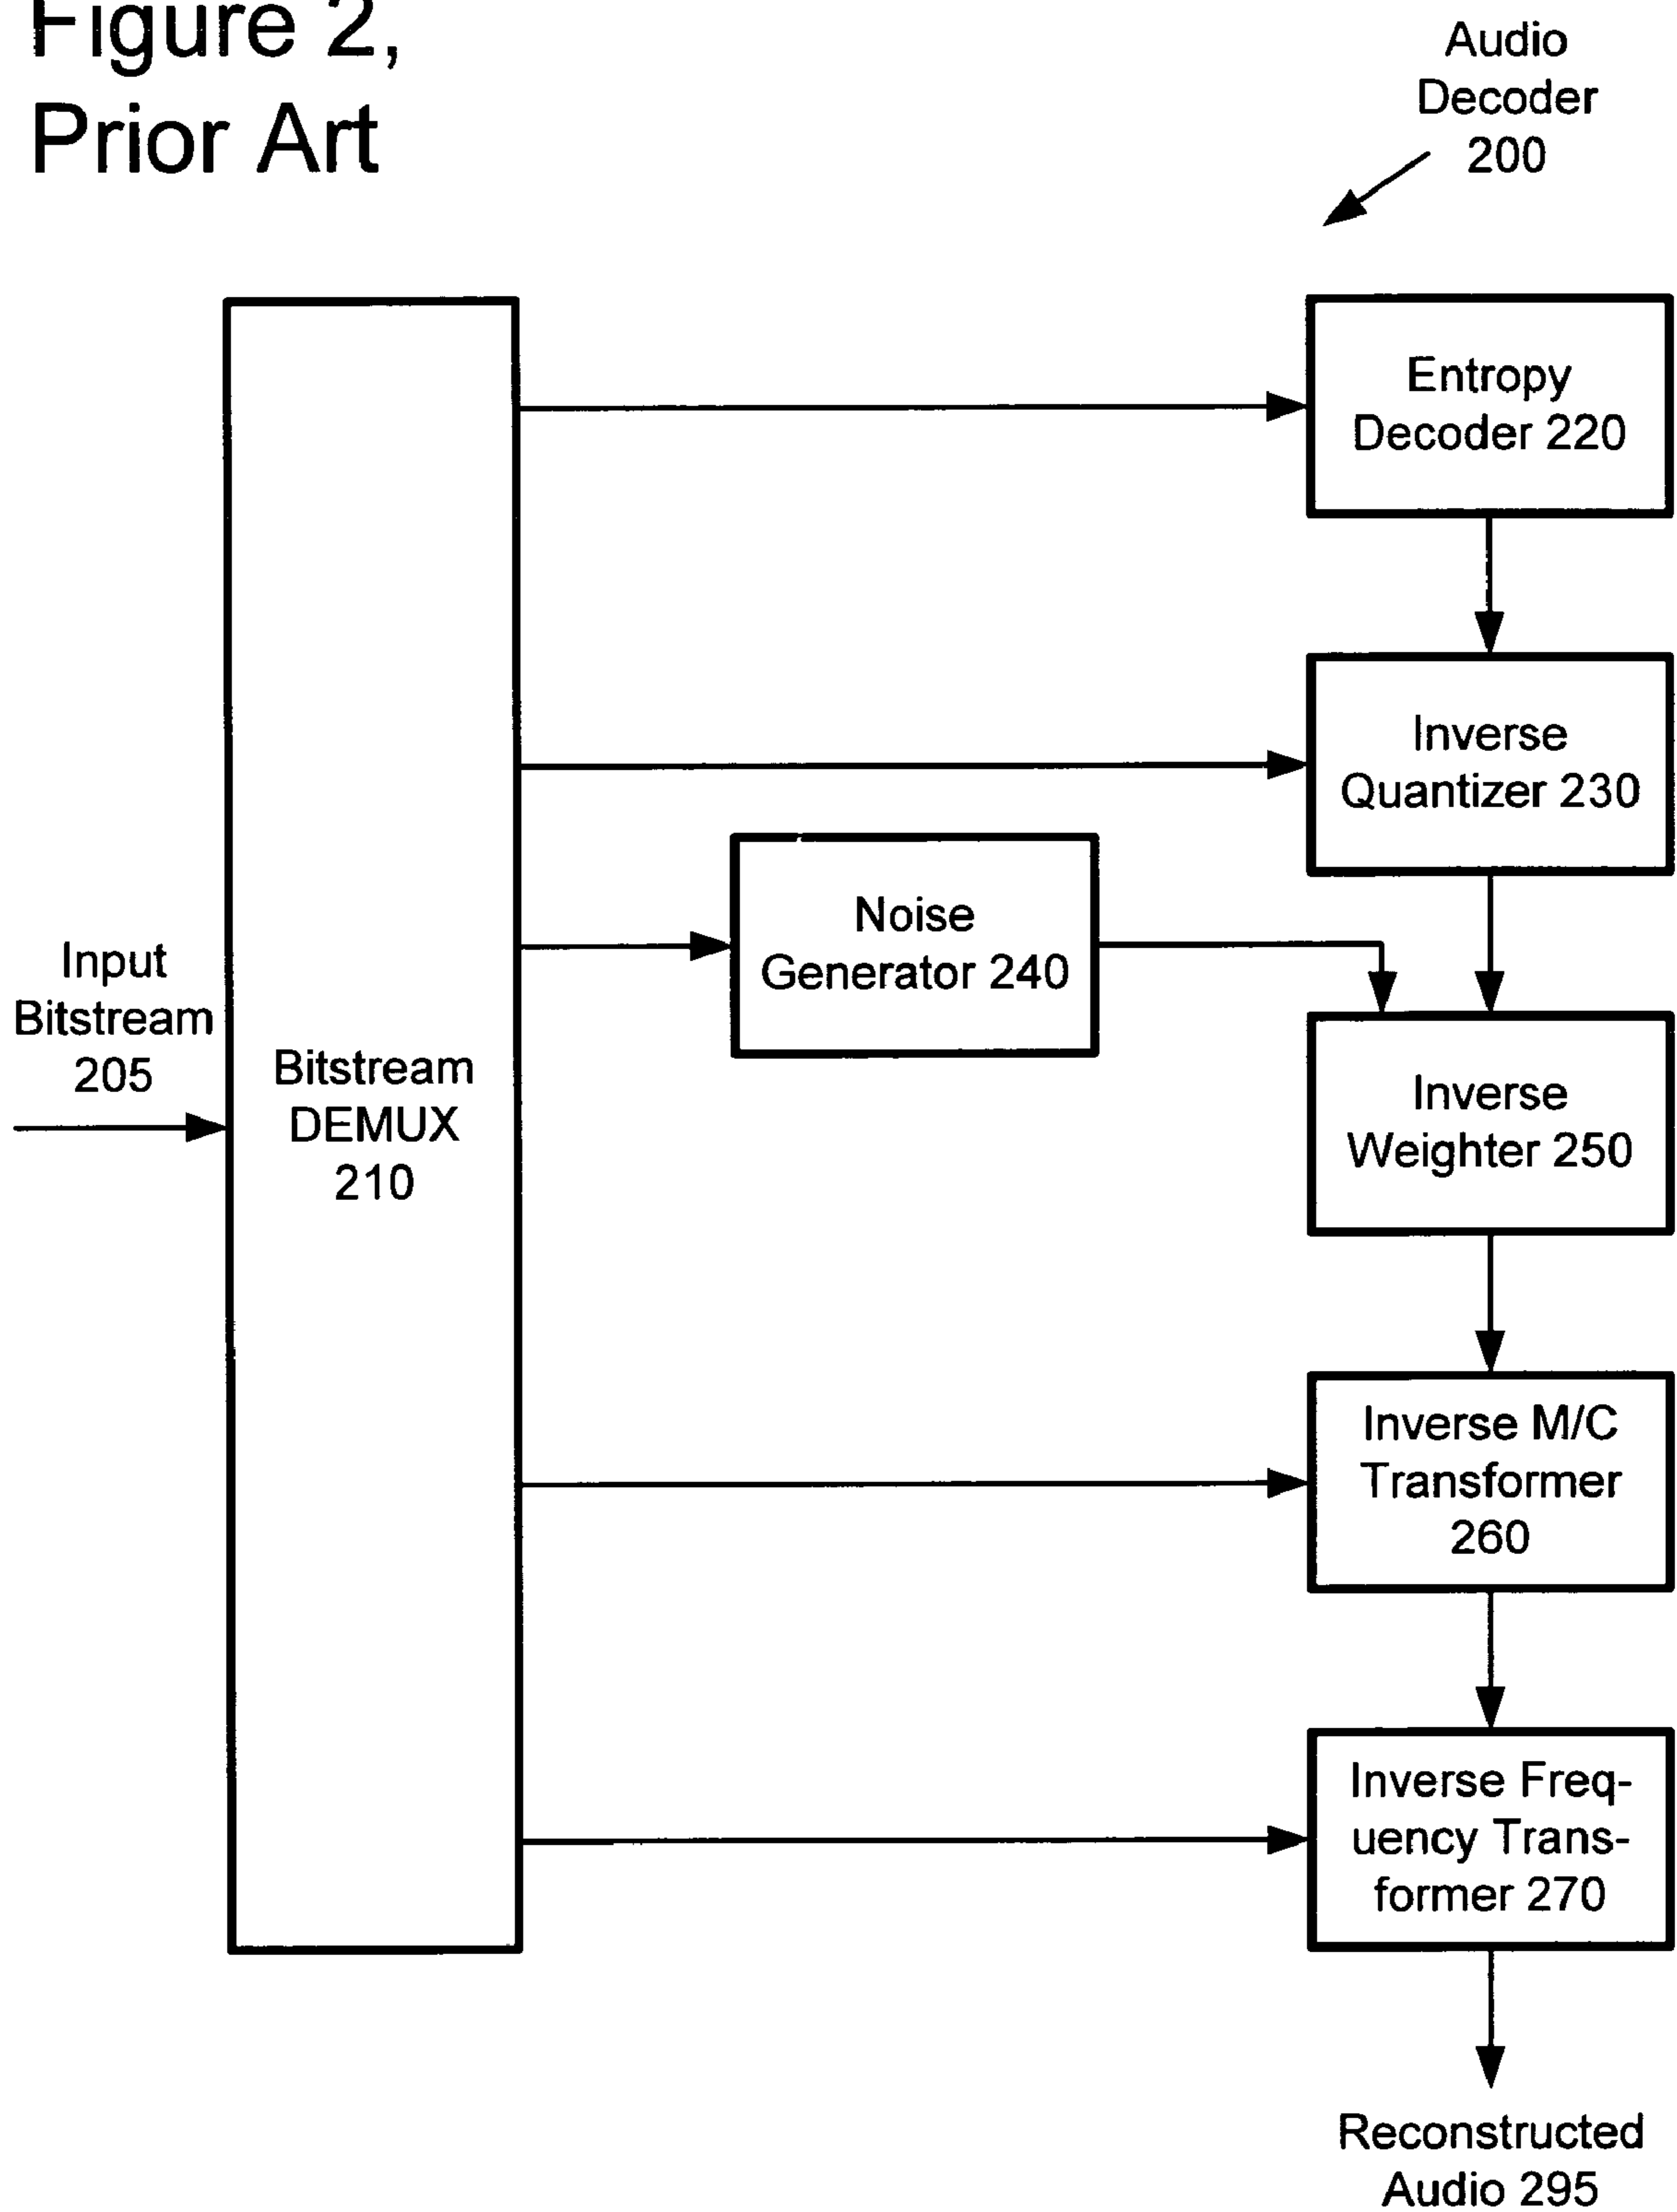 Figure 2,
Prior Art
Audio
Decoder
200
Entropy
Decoder 220
Inverse
Quantizer 230
Noise
Generator 240
Input
Bitstream
205
Bitstream
DEMUX
210
Inverse
Weighter 250
Inverse M/C
Transformer
260
Inverse Freq-
uency Trans-
former 270
Reconstructed
Audio 295